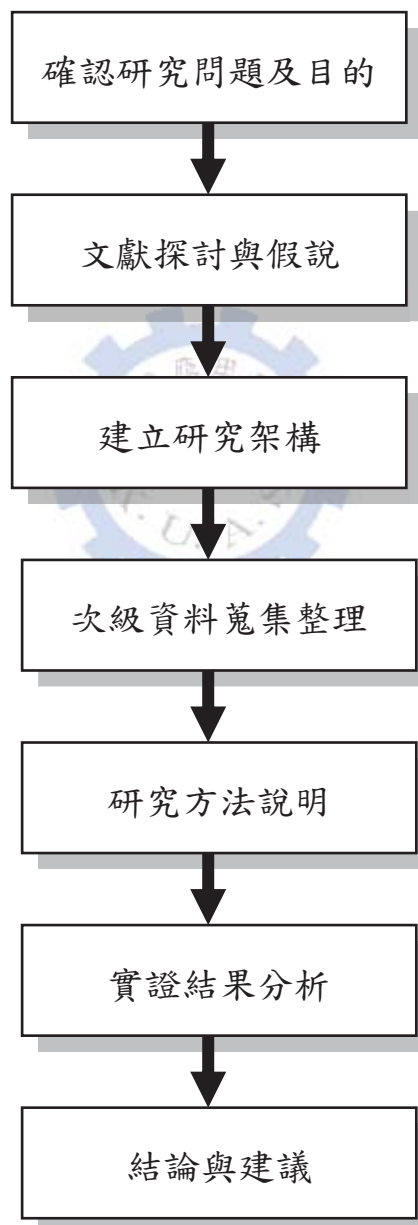 確認研究問題及目的
文獻探討與假說
建立研究架構
次級資料蒐集整理
研究方法說明
實證結果分析
結論與建議